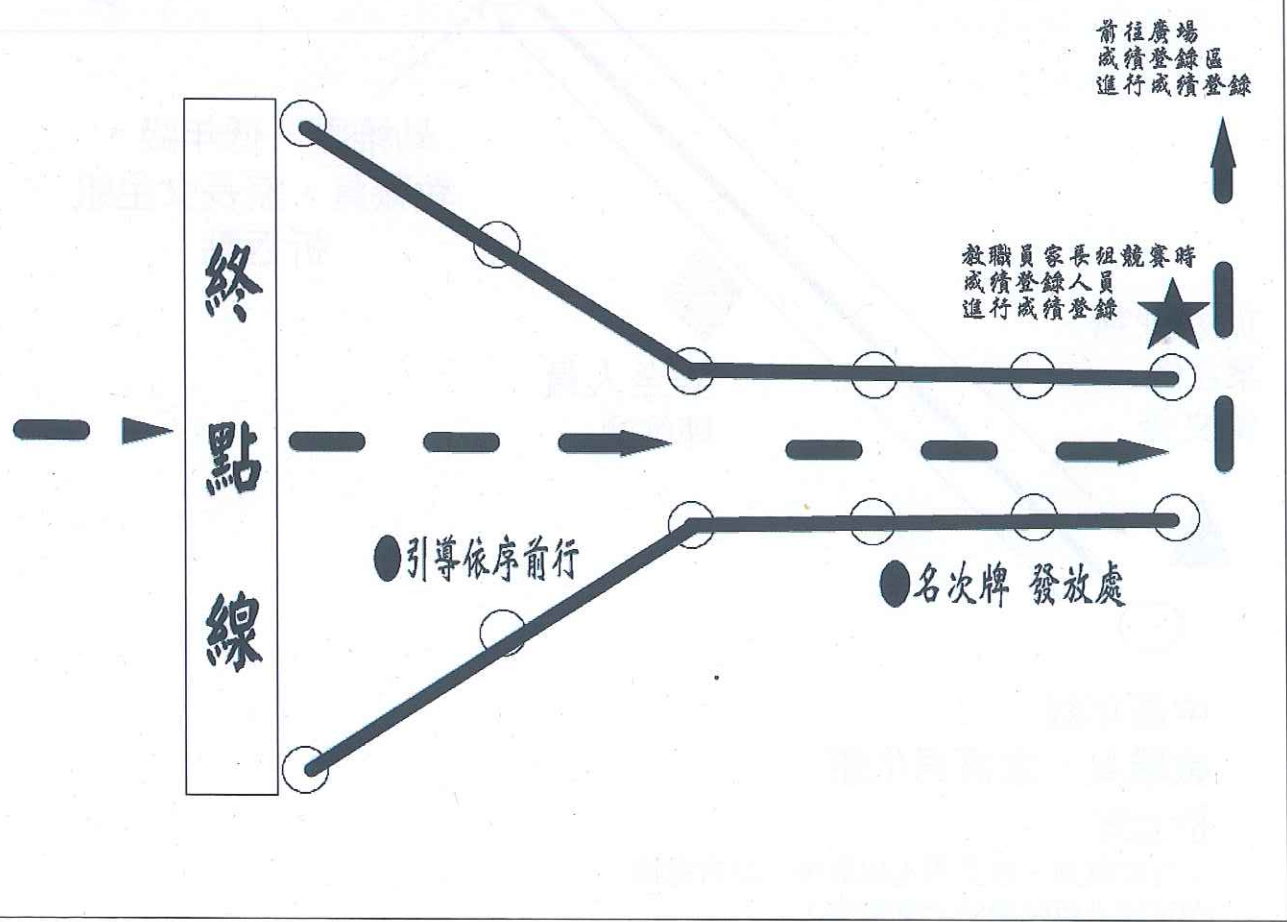 前往廣場
成績登錄區
進行成績登錄
教職員家長組競賽時
成績登錄人員
進行成績登錄
終點線
●引導依序前行
●名次牌 發放處